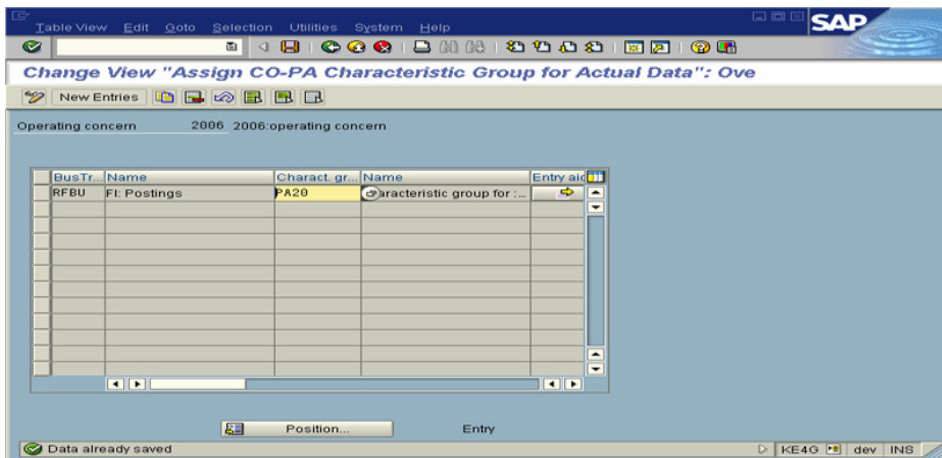 Table View Edit Goto Selection Utilities System Help
SAP
Change View "Assign CO-PA Characteristic Group for Actual Data": Ove
New Entries
Operating concern 2006 2006:operating concern
BusTr... Name Charact. gr... Name Entry aid
RFBU FI: Postings PA20 aracteristic group for :...
Position... Entry
Data already saved KE4G dev INS